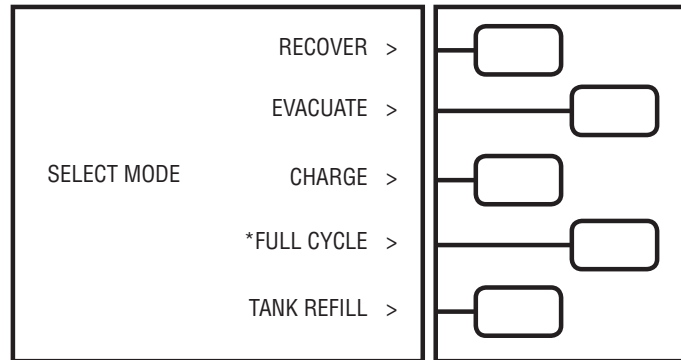 RECOVER >
EVACUATE >
SELECT MODE CHARGE >
*FULL CYCLE >
TANK REFILL >